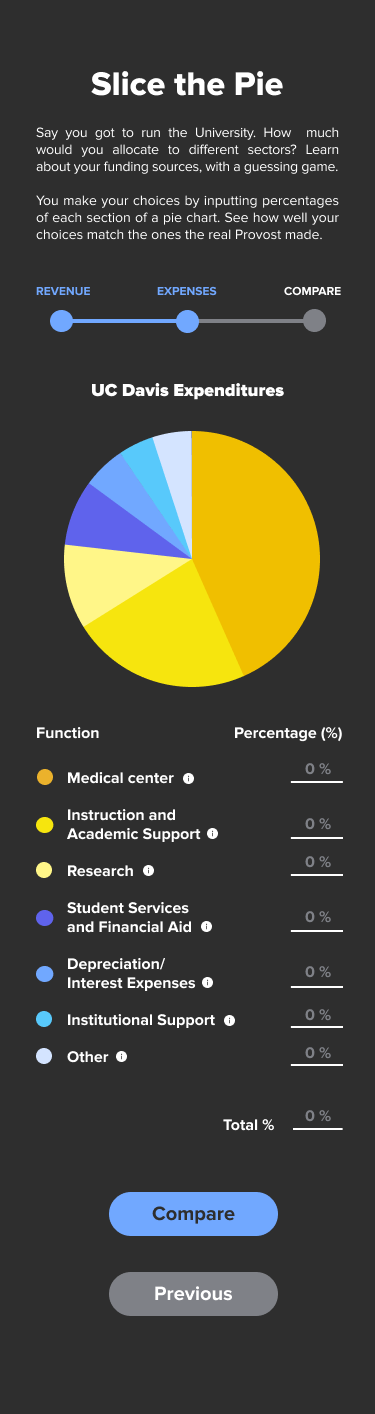 Slice the Pie
Say you got to run the University. How much
would you allocate to different sectors? Learn
about your funding sources, with a guessing game.
You make your choices by inputting percentages
of each section of a pie chart. See how well your
choices match the ones the real Provost made.
REVENUE EXPENSES COMPARE
UC Davis Expenditures
Function Percentage (%)
Medical center i 0 %
Instruction and
Academic Support i 0 %
Research i 0 %
Student Services
and Financial Aid i 0 %
Depreciation/
Interest Expenses i 0 %
Institutional Support i 0 %
Other i 0 %
Total % 0 %
Compare
Previous